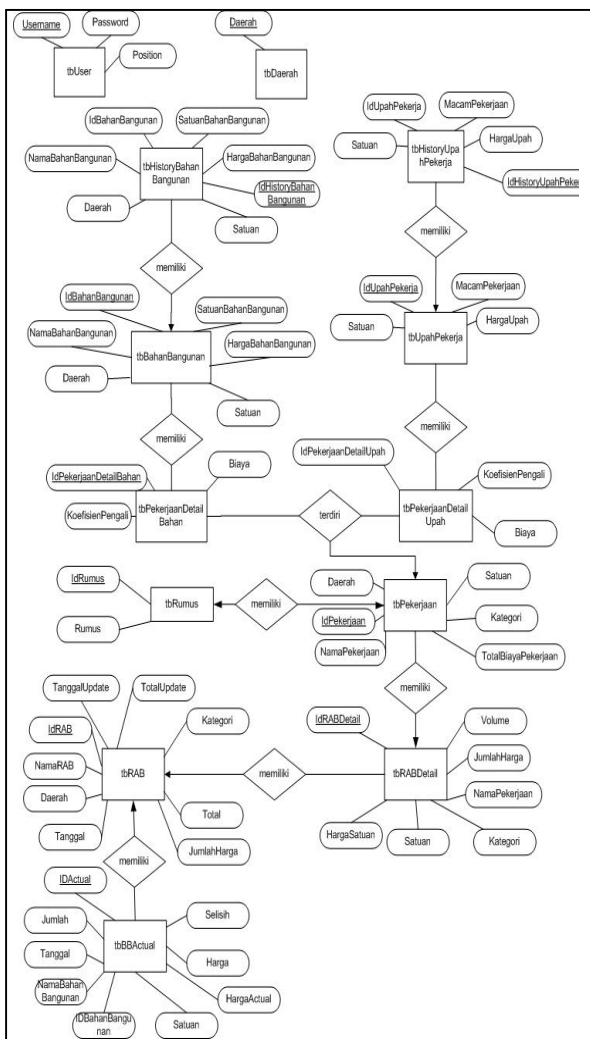 Username
Password
Position
tbUser
Daerah
tbDaerah
IdBahanBangunan
SatuanBahanBangunan
NamaBahanBangunan
tbHistoryBahan
Bangunan
HargaBahanBangunan
IdHistoryBahan
Bangunan
Daerah
Satuan
memiliki
IdUpahPekerja
MacamPekerjaan
Satuan
tbHistoryUpa
hPekerja
HargaUpah
IdHistoryUpahPeker
memiliki
IdBahanBangunan
SatuanBahanBangunan
NamaBahanBangunan
tbBahanBangunan
HargaBahanBangunan
Daerah
Satuan
memiliki
IdUpahPekerja
MacamPekerjaan
Satuan
tbUpahPekerja
HargaUpah
memiliki
IdPekerjaanDetailBahan
Biaya
KoefisienPengali
tbPekerjaanDetail
Bahan
terdiri
IdPekerjaanDetailUpah
KoefisienPengali
tbPekerjaanDetail
Upah
Biaya
IdRumus
Rumus
tbRumus
memiliki
Daerah
IdPekerjaan
NamaPekerjaan
tbPekerjaan
Satuan
Kategori
TotalBiayaPekerjaan
memiliki
TanggalUpdate
TotalUpdate
IdRAB
Kategori
NamaRAB
tbRAB
Daerah
Total
Tanggal
JumlahHarga
memiliki
IdRABDetail
Volume
JumlahHarga
tbRABDetail
NamaPekerjaan
HargaSatuan
Satuan
Kategori
memiliki
IDActual
Selisih
Jumlah
tbBBActual
Harga
Tanggal
NamaBahan
Bangunan
HargaActual
IDBahanBangu
nan
Satuan